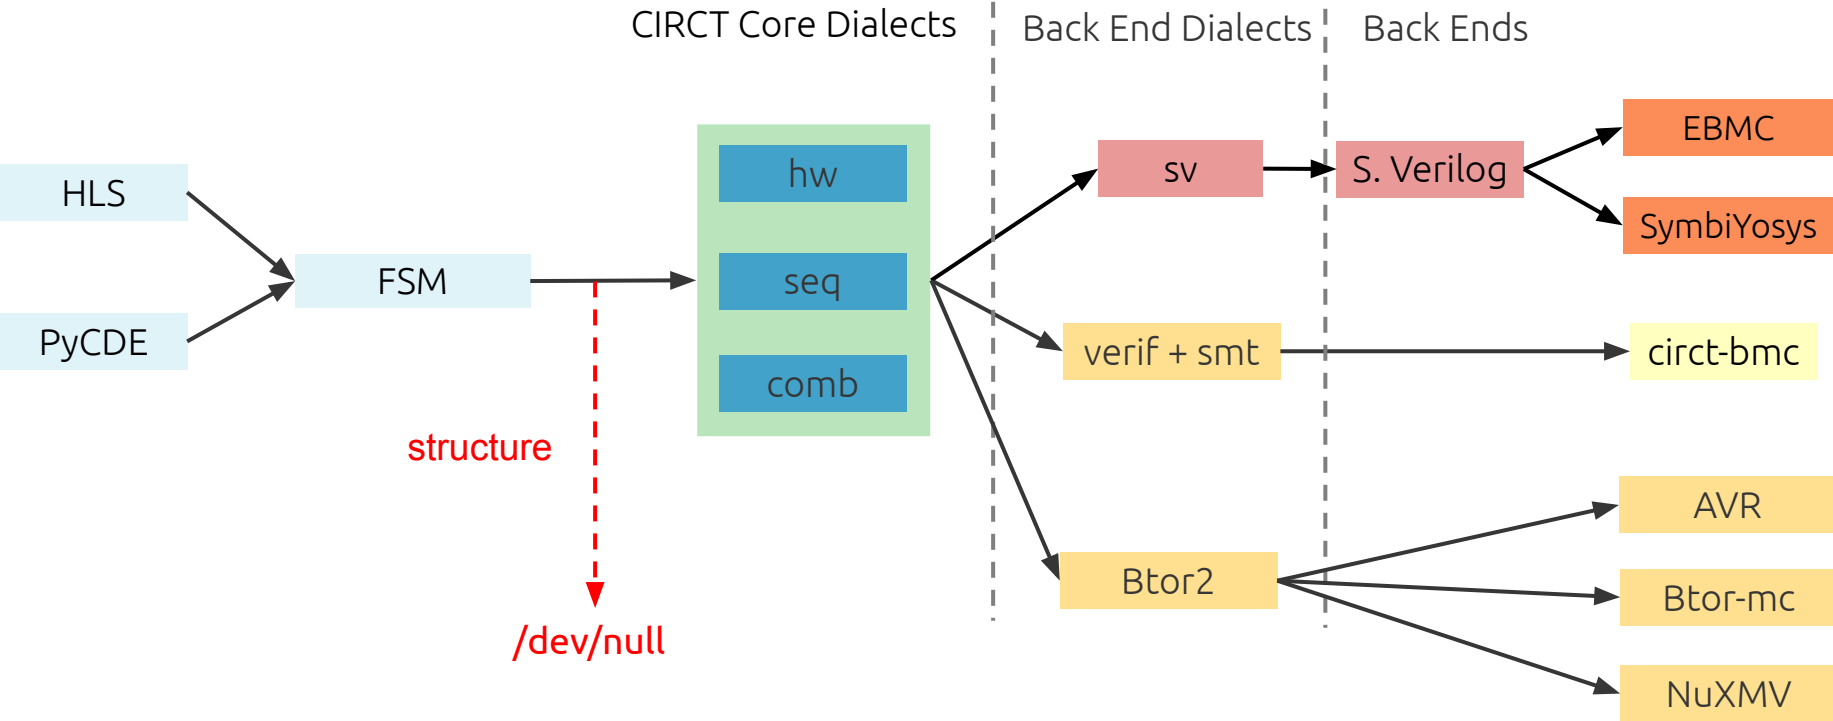 CIRCT Core Dialects
Back End Dialects
Back Ends
HLS
PyCDE
FSM
structure
/dev/null
hw
seq
comb
sv
verif + smt
Btor2
S. Verilog
EBMC
SymbiYosys
circt-bmc
AVR
Btor-mc
NuXMV